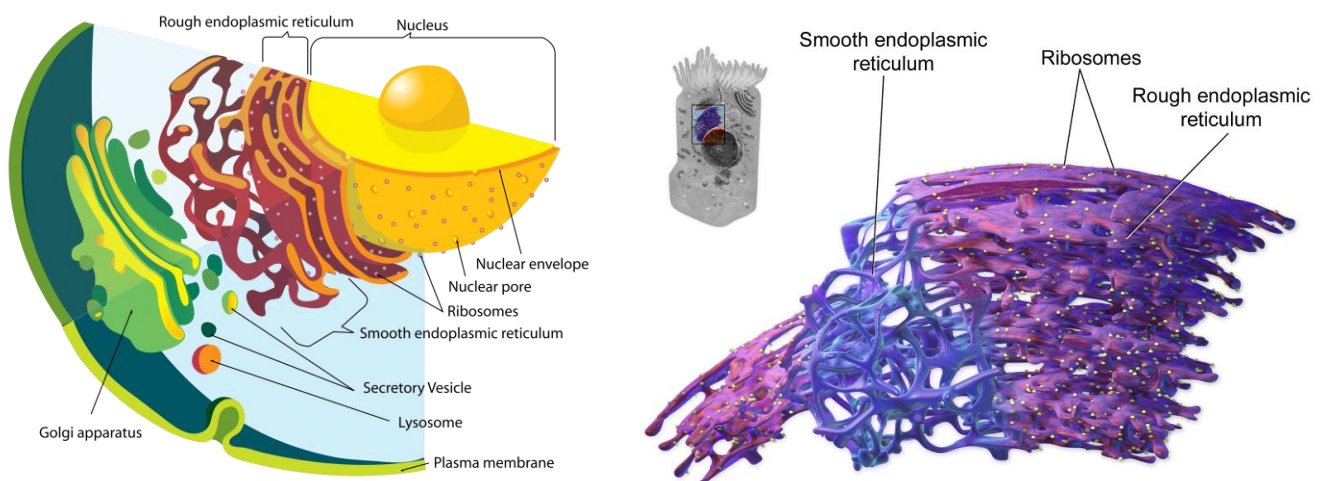 Rough endoplasmic reticulum
Nucleus
Nuclear envelope
Nuclear pore
Ribosomes
Smooth endoplasmic reticulum
Secretory Vesicle
Lysosome
Golgi apparatus
Plasma membrane
Smooth endoplasmic
reticulum
Ribosomes
Rough endoplasmic
reticulum